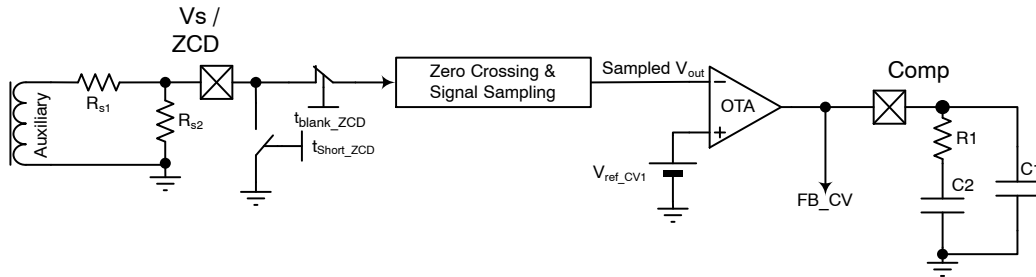 Vs /
ZCD
Auxiliary
Rs1
Rs2
tblank_ZCD
tShort_ZCD
Zero Crossing &
Signal Sampling
Sampled Vout
OTA
Vref_CV1
FB_CV
Comp
R1
C2
C1